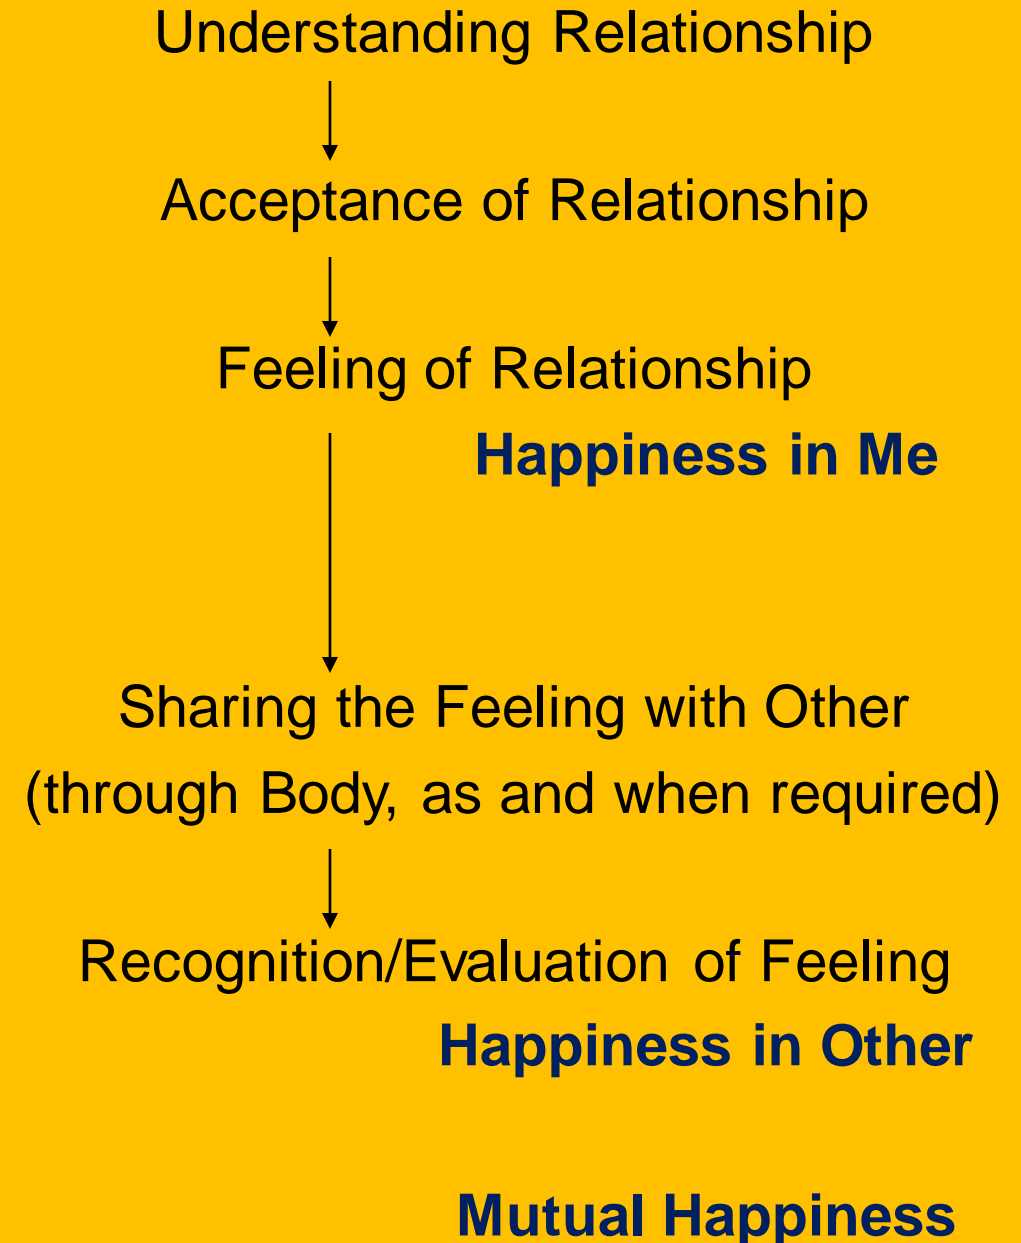 Understanding Relationship
Acceptance of Relationship
Feeling of Relationship
Happiness in Me
Sharing the Feeling with Other
(through Body, as and when required)
Recognition/Evaluation of Feeling
Happiness in Other
Mutual Happiness